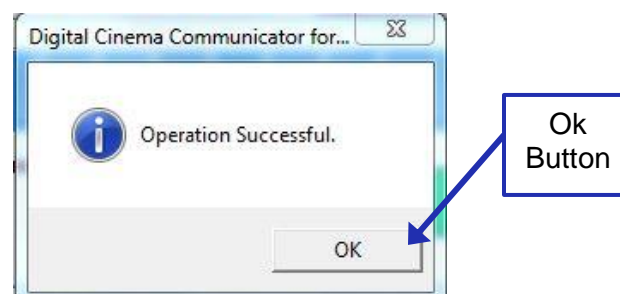 Digital Cinema Communicator for...
Operation Successful.
OK
Ok
Button